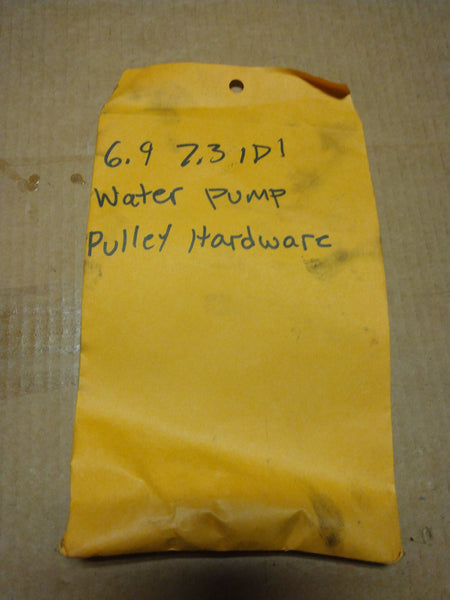 6.9 7.3 IDI
Water Pump
Pulley Hardware